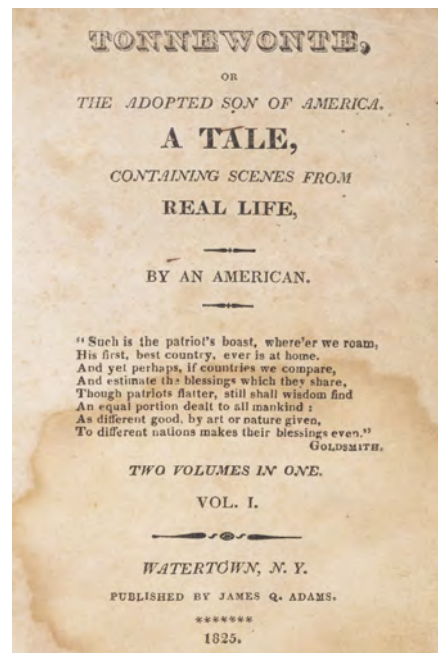 TONNEWONTE,
OR
THE ADOPTED SON OF AMERICA.
A TALE,
CONTAINING SCENES FROM
REAL LIFE,
BY AN AMERICAN.
"Such is the patriot's boast, where'er we roam,
His first, best country, ever is at home.
And yet perhaps, if countries we compare,
And estimate the blessings which they share,
Though patriots flatter, still shall wisdom find
An equal portion dealt to all mankind;
As different good, by art or nature given,
To different nations makes their blessings even."
GOLDSMITH.
TWO VOLUMES IN ONE.
VOL. I.
WATERTOWN, N. Y.
PUBLISHED BY JAMES Q. ADAMS.
*******
1825.